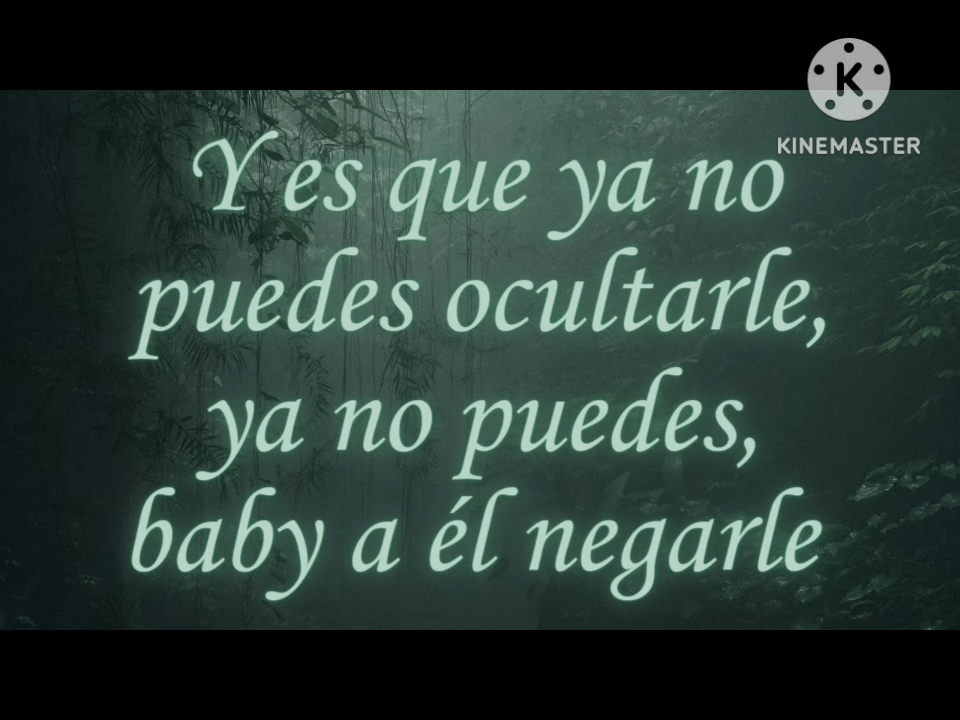 KINEMASTER
Y es que ya no
puedes ocultarle,
ya no puedes,
baby a él negarle